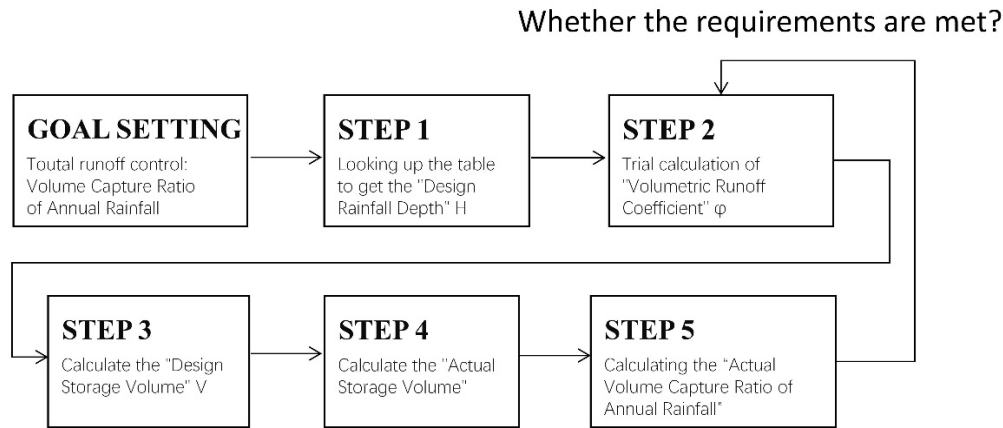 Whether the requirements are met?
GOAL SETTING
Toutal runoff control:
Volume Capture Ratio
of Annual Rainfall
STEP 1
Looking up the table
to get the "Design
Rainfall Depth" H
STEP 2
Trial calculation of
"Volumetric Runoff
Coefficient" φ
STEP 3
Calculate the "Design
Storage Volume" V
STEP 4
Calculate the "Actual
Storage Volume"
STEP 5
Calculating the “Actual
Volume Capture Ratio of
Annual Rainfall”